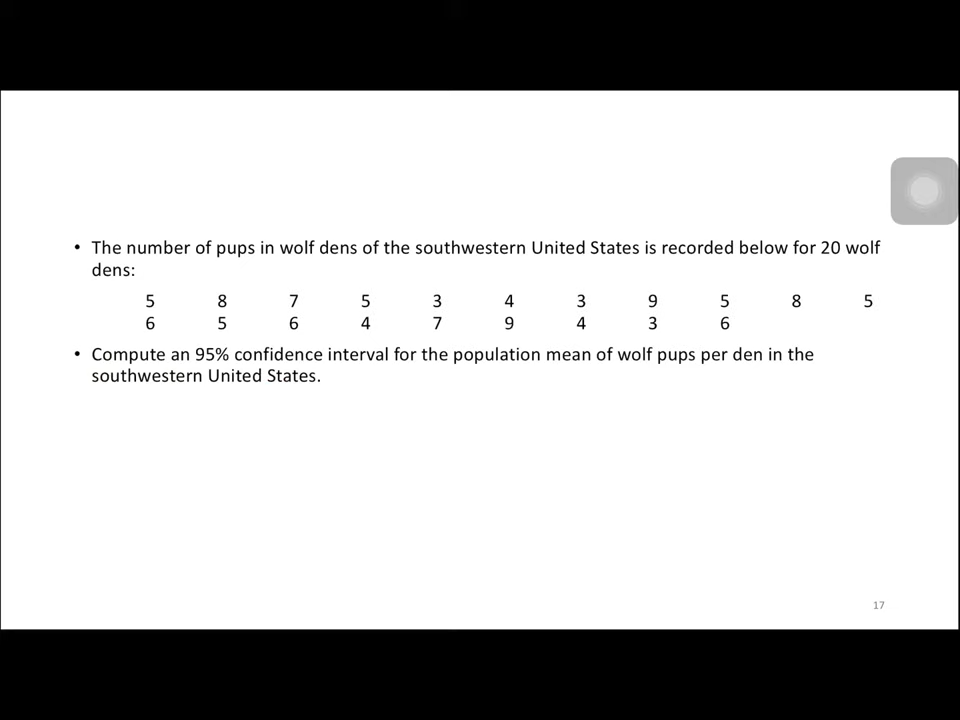 • The number of pups in wolf dens of the southwestern United States is recorded below for 20 wolf
dens:
5 8 7 5 3 4 3 9 5 8 5
6 5 6 4 7 9 4 3 6
• Compute an 95% confidence interval for the population mean of wolf pups per den in the
southwestern United States.
17